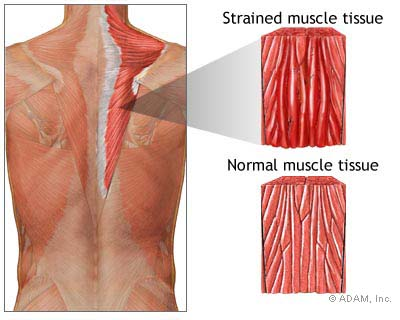 Strained muscle tissue
Normal muscle tissue
© ADAM, Inc.